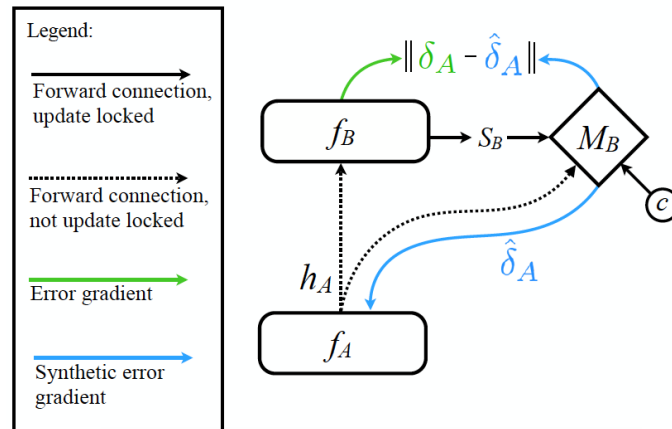 Legend:
Forward connection,
update locked
Forward connection,
not update locked
Error gradient
Synthetic error
gradient
‖ δA - δ̂A ‖
fB
SB
MB
c
hA
δ̂A
fA